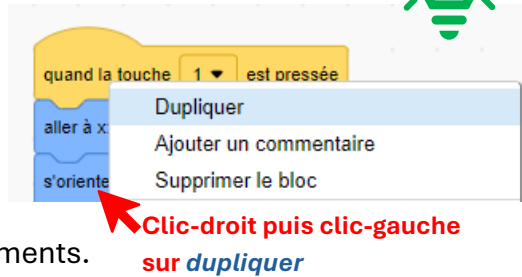 quand la touche 1 est pressée
Dupliquer
aller à x
Ajouter un commentaire
s'oriente
Supprimer le bloc
Clic-droit puis clic-gauche
sur dupliquer
ments.